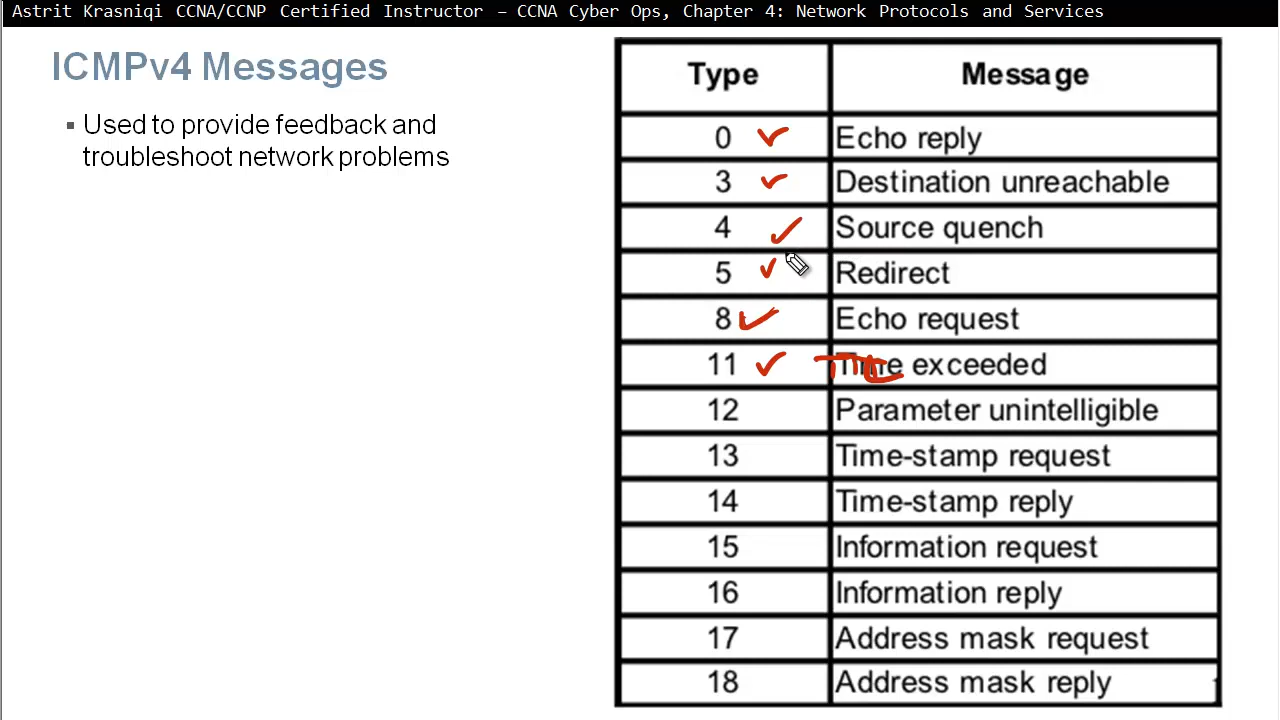 Astrit Krasniqi CCNA/CCNP Certified Instructor – CCNA Cyber Ops, Chapter 4: Network Protocols and Services
ICMPv4 Messages
Used to provide feedback and
troubleshoot network problems
Type Message
0 Echo reply
3 Destination unreachable
4 Source quench
5 Redirect
8 Echo request
11 Time exceeded
12 Parameter unintelligible
13 Time-stamp request
14 Time-stamp reply
15 Information request
16 Information reply
17 Address mask request
18 Address mask reply